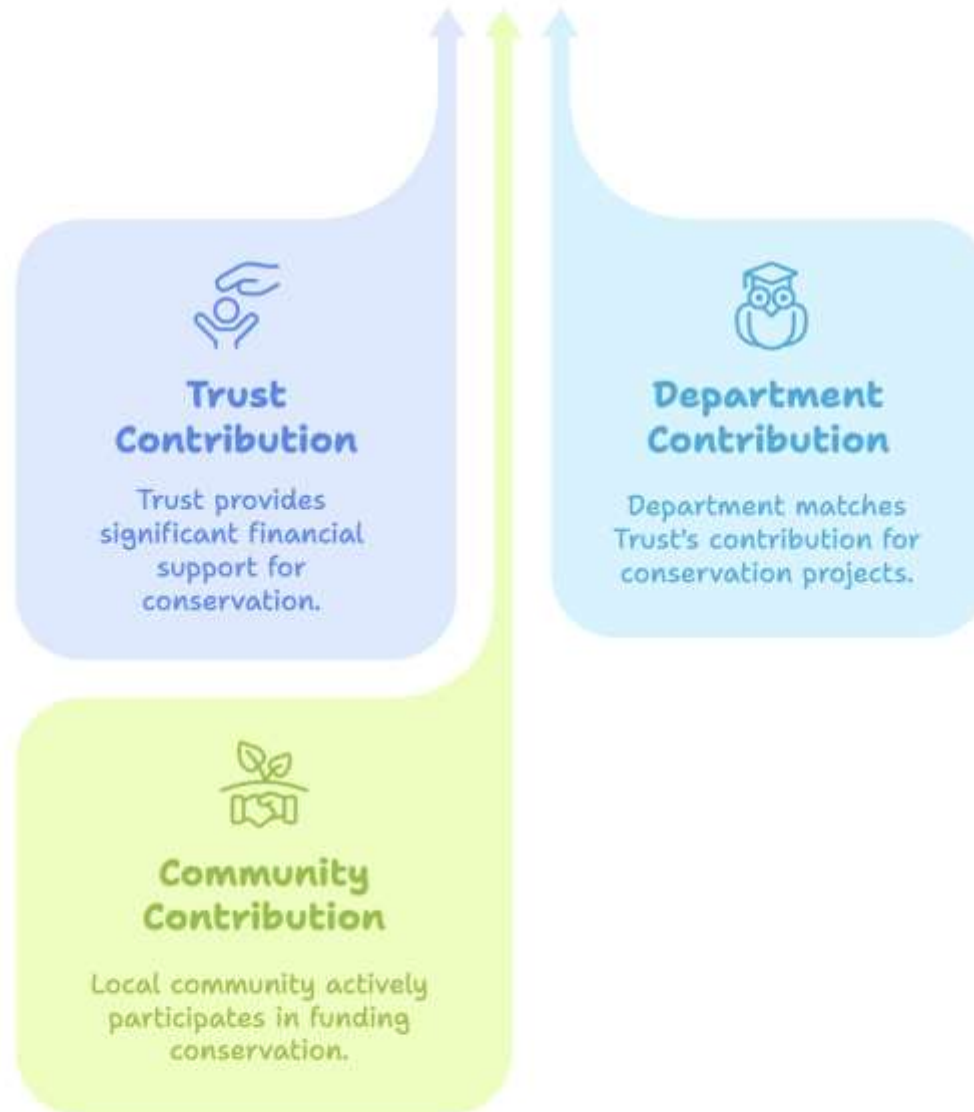 Trust
Contribution
Trust provides
significant financial
support for
conservation.
Department
Contribution
Department matches
Trust's contribution for
conservation projects.
Community
Contribution
Local community actively
participates in funding
conservation.